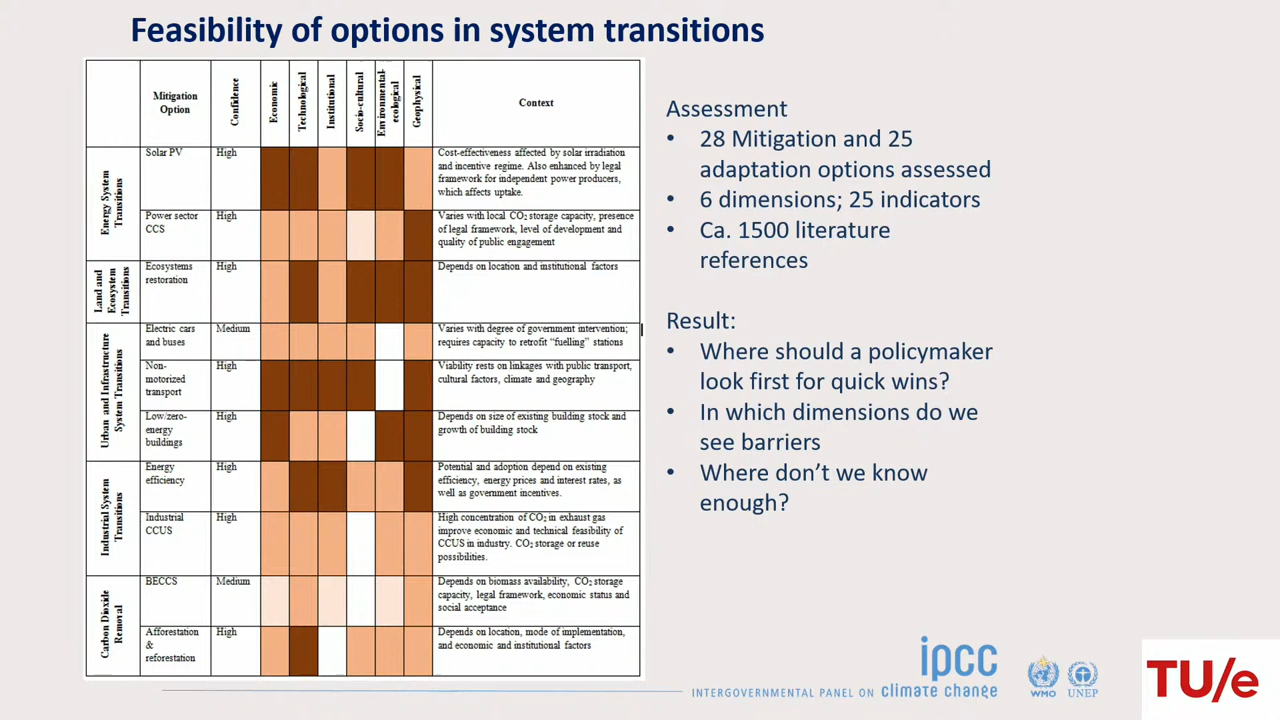 Feasibility of options in system transitions
Mitigation
Option
Confidence
Economic
Technological
Institutional
Socio-cultural
Environmental-
ecological
Geophysical
Context
Energy System
Transitions
Solar PV
High
Cost-effectiveness affected by solar irradiation
and incentive regime. Also enhanced by legal
framework for independent power producers,
which affects uptake.
Power sector
CCS
High
Varies with local CO2 storage capacity, presence
of legal framework, level of development and
quality of public engagement
Land and
Ecosystem
Transitions
Ecosystems
restoration
High
Depends on location and institutional factors
Urban and Infrastructure
System Transitions
Electric cars
and buses
Medium
Varies with degree of government intervention;
requires capacity to retrofit “fuelling” stations
Non-
motorized
transport
High
Viability rests on linkages with public transport,
cultural factors, climate and geography
Low/zero-
energy
buildings
High
Depends on size of existing building stock and
growth of building stock
Industrial System
Transitions
Energy
efficiency
High
Potential and adoption depend on existing
efficiency, energy prices and interest rates, as
well as government incentives.
Industrial
CCUS
High
High concentration of CO2 in exhaust gas
improve economic and technical feasibility of
CCUS in industry. CO2 storage or reuse
possibilities.
Carbon Dioxide
Removal
BECCS
Medium
Depends on biomass availability, CO2 storage
capacity, legal framework, economic status and
social acceptance
Afforestation
&
reforestation
High
Depends on location, mode of implementation,
and economic and institutional factors
Assessment
• 28 Mitigation and 25
adaptation options assessed
• 6 dimensions; 25 indicators
• Ca. 1500 literature
references
Result:
• Where should a policymaker
look first for quick wins?
• In which dimensions do we
see barriers
• Where don’t we know
enough?
ipcc
INTERGOVERNMENTAL PANEL ON climate change
WMO
UNEP
TU/e